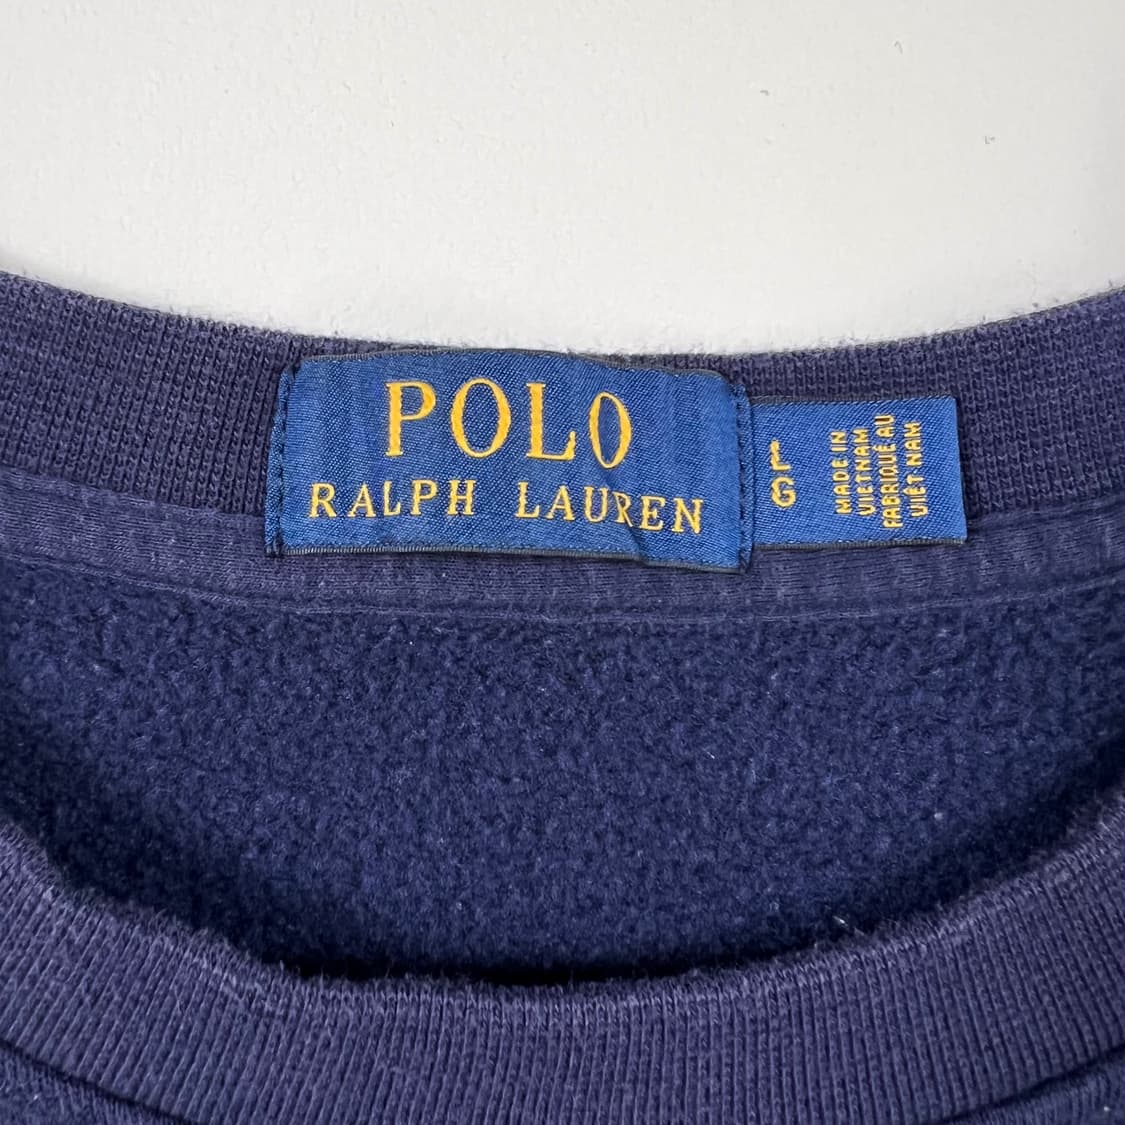 POLO
RALPH LAUREN
L
G
MADE IN
VIETNAM
FABRIQUÉ AU
VIÊT NAM